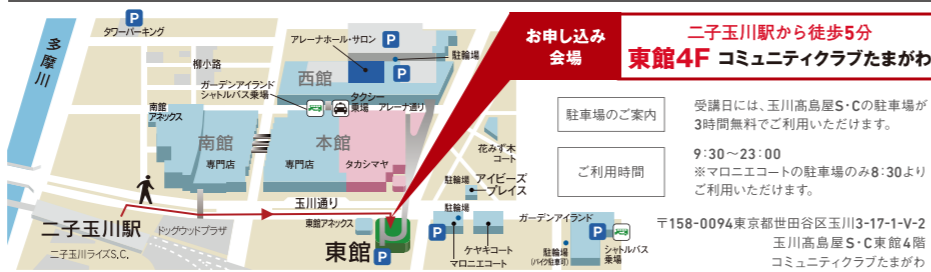 多摩川
P
タワーパーキング
柳小路
アレーナホール・サロン
P
駐輪場
西館
P
ガーデンアイランド
シャトルバス乗場
タクシー
乗場
アレーナ通り
南館
アネックス
南館
専門店
本館
専門店
タカシマヤ
花みず木
コート
駐輪場
アイビーズ
プレイス
玉川通り
二子玉川駅
二子玉川ライズS.C.
ドッグウッドプラザ
東館アネックス
東館
P
駐輪場
P
ケヤキコート
マロニエコート
ガーデンアイランド
駐輪場
(バイク駐車可)
P
シャトルバス
乗場
お申し込み
会場
二子玉川駅から徒歩5分
東館4F コミュニティクラブたまがわ
駐車場のご案内
受講日には、玉川髙島屋S・Cの駐車場が
3時間無料でご利用いただけます。
ご利用時間
9:30〜23:00
※マロニエコートの駐車場のみ8:30より
ご利用いただけます。
〒158-0094東京都世田谷区玉川3-17-1-V-2
玉川髙島屋S・C東館4階
コミュニティクラブたまがわ